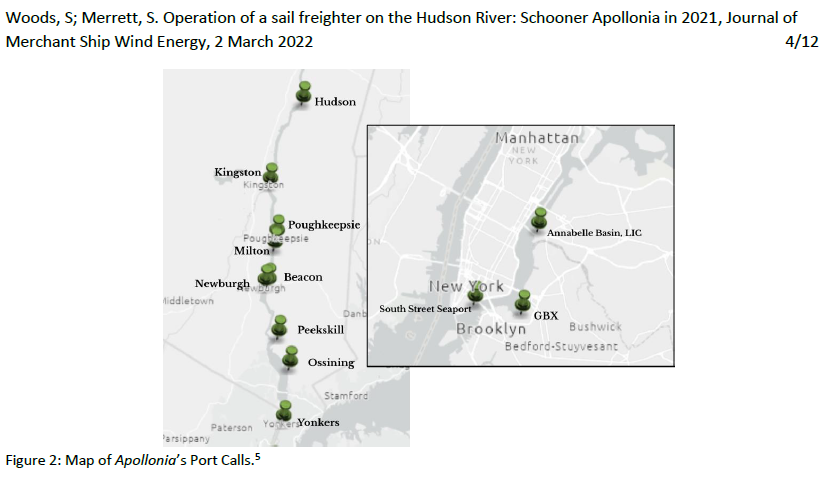 Woods, S; Merrett, S. Operation of a sail freighter on the Hudson River: Schooner Apollonia in 2021, Journal of
Merchant Ship Wind Energy, 2 March 2022 4/12
Hudson
Kingston
Kingston
Poughkeepsie
Poughkeepsie
Milton
Beacon
Newburgh
Newburgh
Middletown
Danb
Peekskill
Ossining
Stamford
Paterson
Yonkers
Yonkers
Parsippany
Manhattan
NEW
YORK
ON
Annabelle Basin, LIC
New York
South Street Seaport
GBX
Brooklyn
Bushwick
Bedford-Stuyvesant
Figure 2: Map of Apollonia's Port Calls.⁵